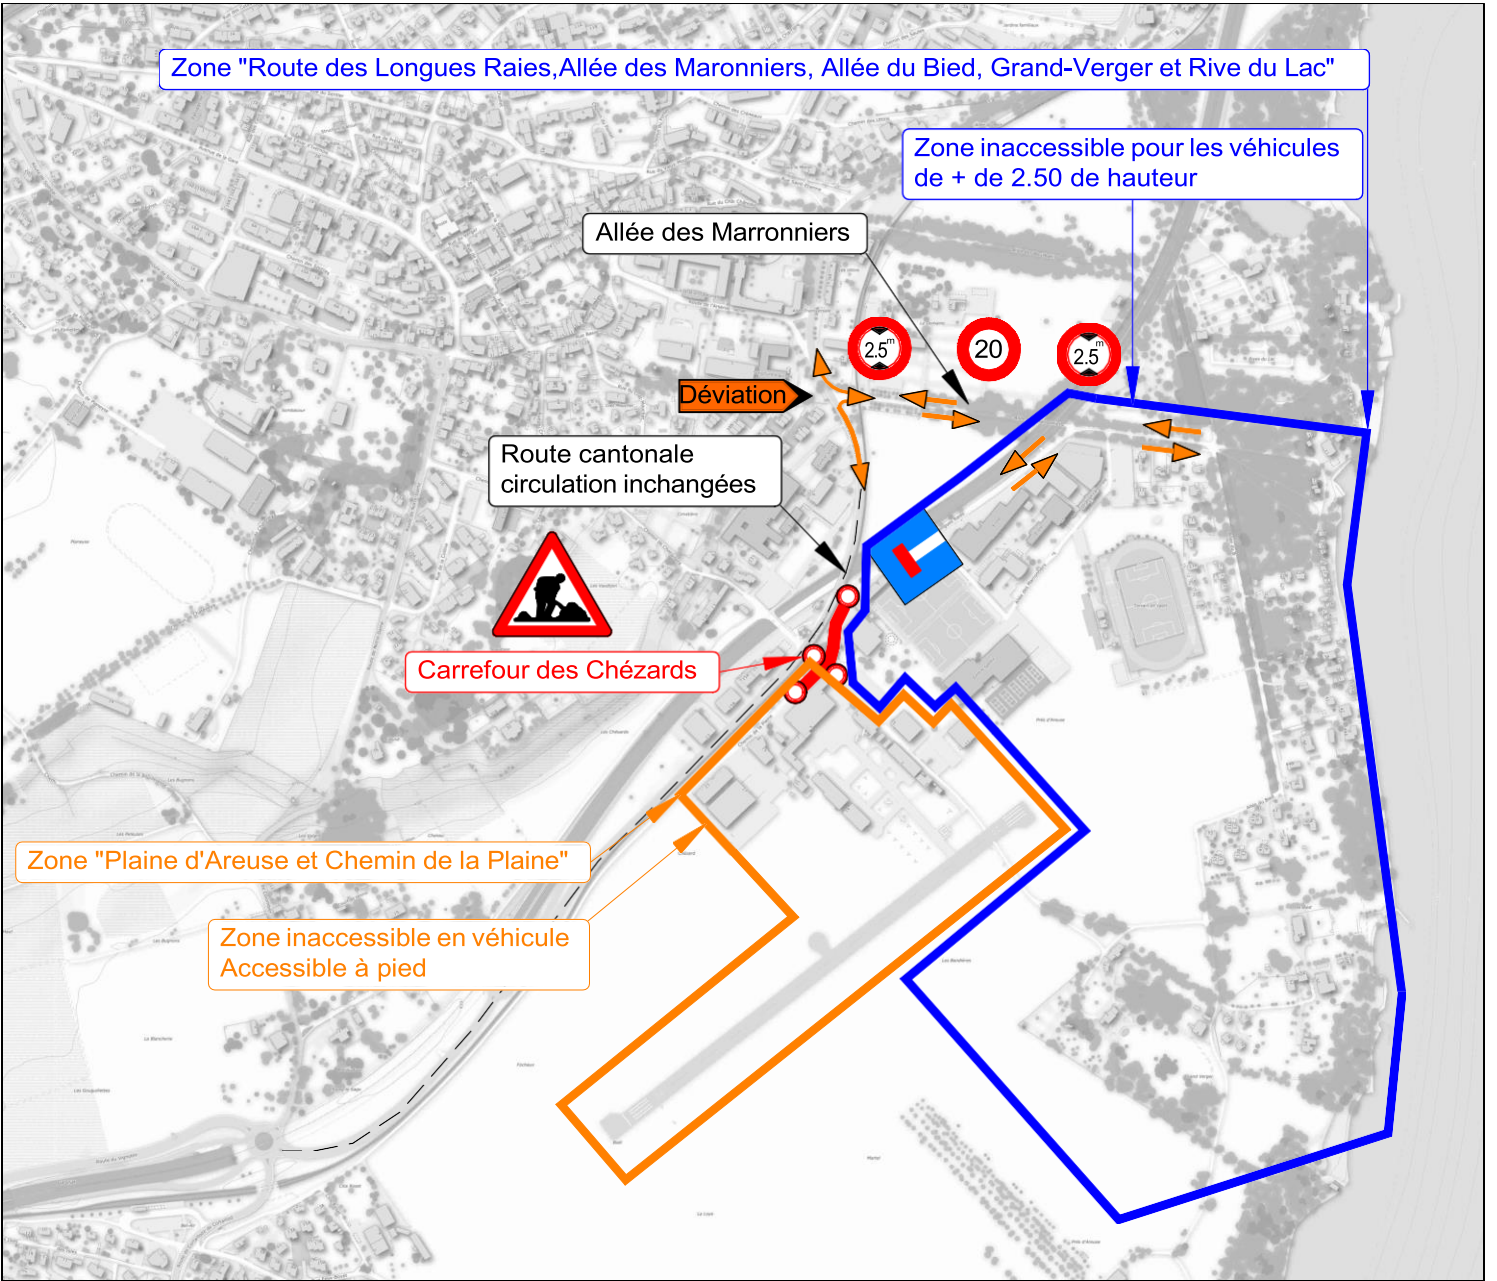 Zone "Route des Longues Raies,Allée des Maronniers, Allée du Bied, Grand-Verger et Rive du Lac"
Zone inaccessible pour les véhicules
de + de 2.50 de hauteur
Allée des Marronniers
2.5m
20
2.5m
Déviation
Route cantonale
circulation inchangées
Carrefour des Chézards
Zone "Plaine d'Areuse et Chemin de la Plaine"
Zone inaccessible en véhicule
Accessible à pied